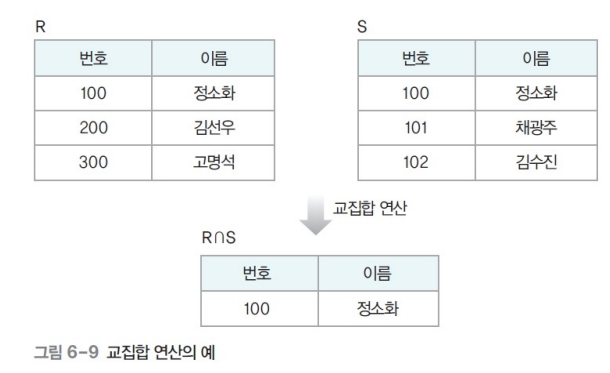 R
번호 이름
100 정소화
200 김선우
300 고명석
S
번호 이름
100 정소화
101 채광주
102 김수진
교집합 연산
R∩S
번호 이름
100 정소화
그림 6-9 교집합 연산의 예